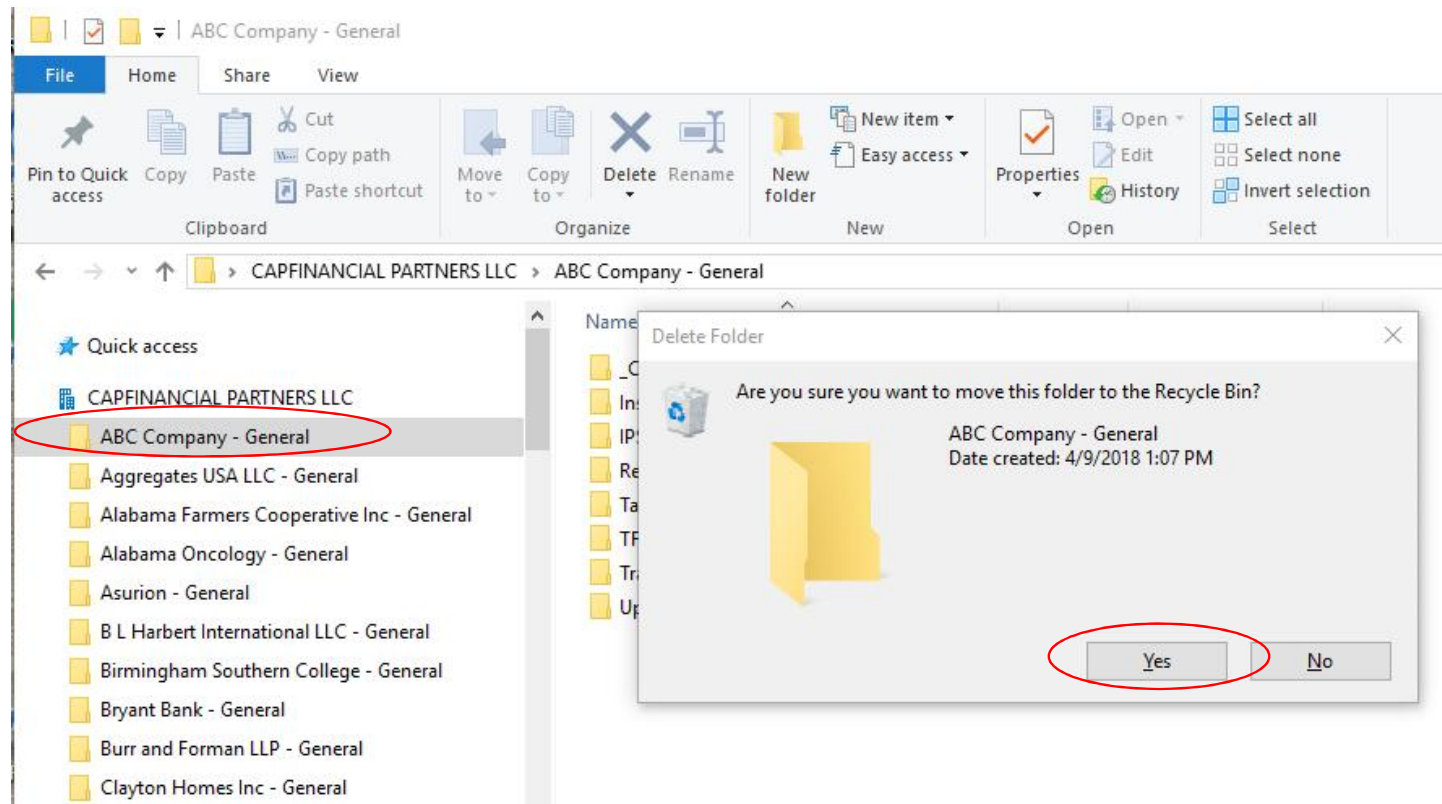 ABC Company - General
File Home Share View
Pin to Quick access
Copy
Paste
Cut
Copy path
Paste shortcut
Clipboard
Move to
Copy to
Delete
Rename
Organize
New folder
New item
Easy access
New
Properties
Open
Edit
History
Open
Select all
Select none
Invert selection
Select
> CAPFINANCIAL PARTNERS LLC > ABC Company - General
Quick access
CAPFINANCIAL PARTNERS LLC
ABC Company - General
Aggregates USA LLC - General
Alabama Farmers Cooperative Inc - General
Alabama Oncology - General
Asurion - General
B L Harbert International LLC - General
Birmingham Southern College - General
Bryant Bank - General
Burr and Forman LLP - General
Clayton Homes Inc - General
Name
Delete Folder
Are you sure you want to move this folder to the Recycle Bin?
ABC Company - General
Date created: 4/9/2018 1:07 PM
Yes No